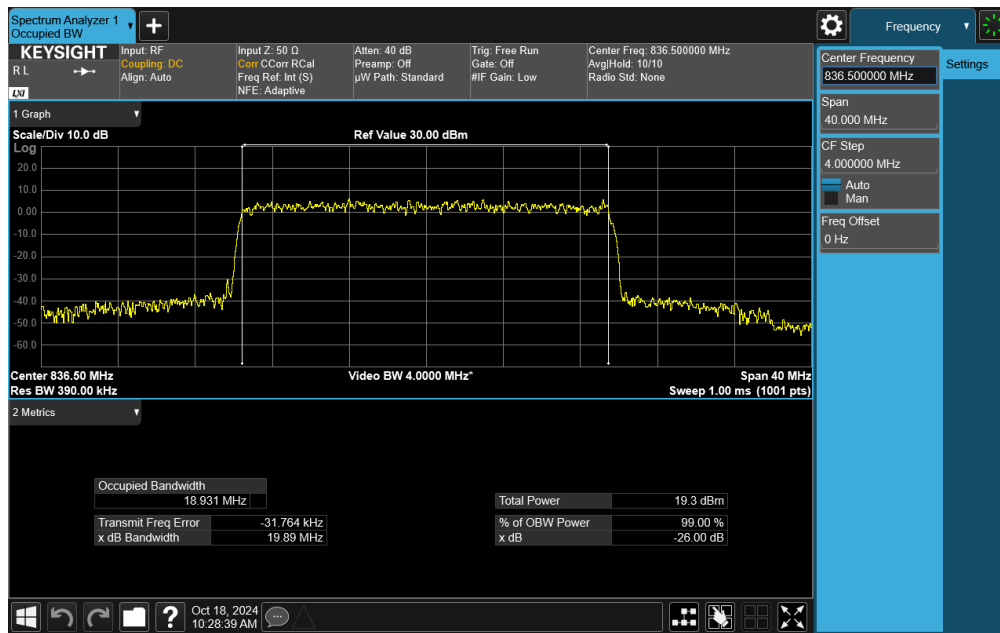 Spectrum Analyzer 1
Occupied BW
Frequency
KEYSIGHT
R L
LXI
Input: RF
Coupling: DC
Align: Auto
Input Z: 50 Ω
Corr CCorr RCal
Freq Ref: Int (S)
NFE: Adaptive
Atten: 40 dB
Preamp: Off
µW Path: Standard
Trig: Free Run
Gate: Off
#IF Gain: Low
Center Freq: 836.500000 MHz
Avg|Hold: 10/10
Radio Std: None
Center Frequency
836.500000 MHz
Settings
Span
40.000 MHz
CF Step
4.000000 MHz
Auto
Man
Freq Offset
0 Hz
1 Graph
Scale/Div 10.0 dB
Ref Value 30.00 dBm
Log
20.0
10.0
0.00
-10.0
-20.0
-30.0
-40.0
-50.0
-60.0
Center 836.50 MHz
Video BW 4.0000 MHz*
Span 40 MHz
Res BW 390.00 kHz
Sweep 1.00 ms (1001 pts)
2 Metrics
Occupied Bandwidth
18.931 MHz
Total Power 19.3 dBm
Transmit Freq Error -31.764 kHz
% of OBW Power 99.00 %
x dB Bandwidth 19.89 MHz
x dB -26.00 dB
?
Oct 18, 2024
10:28:39 AM